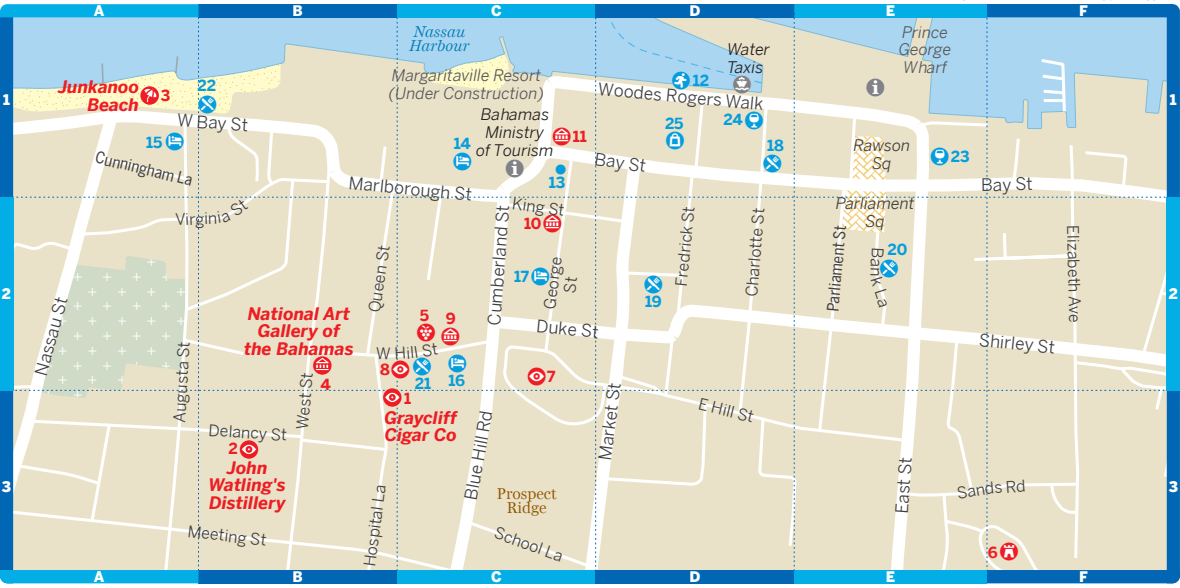 A
B
C
D
E
F
Nassau
Harbour
Prince
George
Wharf
Water
Taxis
Margaritaville Resort
(Under Construction)
Junkanoo
Beach
3
22
12
1
1
Woodes Rogers Walk
W Bay St
Bahamas
Ministry
of Tourism
11
25
24
15
14
13
18
Rawson
Sq
23
Cunningham La
Bay St
Bay St
Marlborough St
King St
Parliament
Sq
Virginia St
10
Cumberland St
Fredrick St
Charlotte St
Parliament St
Bank La
20
Elizabeth Ave
Queen St
17
George
St
19
2
2
Nassau St
National Art
Gallery of
the Bahamas
5
9
Duke St
Shirley St
W Hill St
4
8
21
16
7
Augusta St
West St
1
Graycliff
Cigar Co
Market St
E Hill St
Delancy St
2
John
Watling's
Distillery
Blue Hill Rd
Prospect
Ridge
East St
Sands Rd
3
3
Hospital La
Meeting St
School La
6
A
B
C
D
E
F